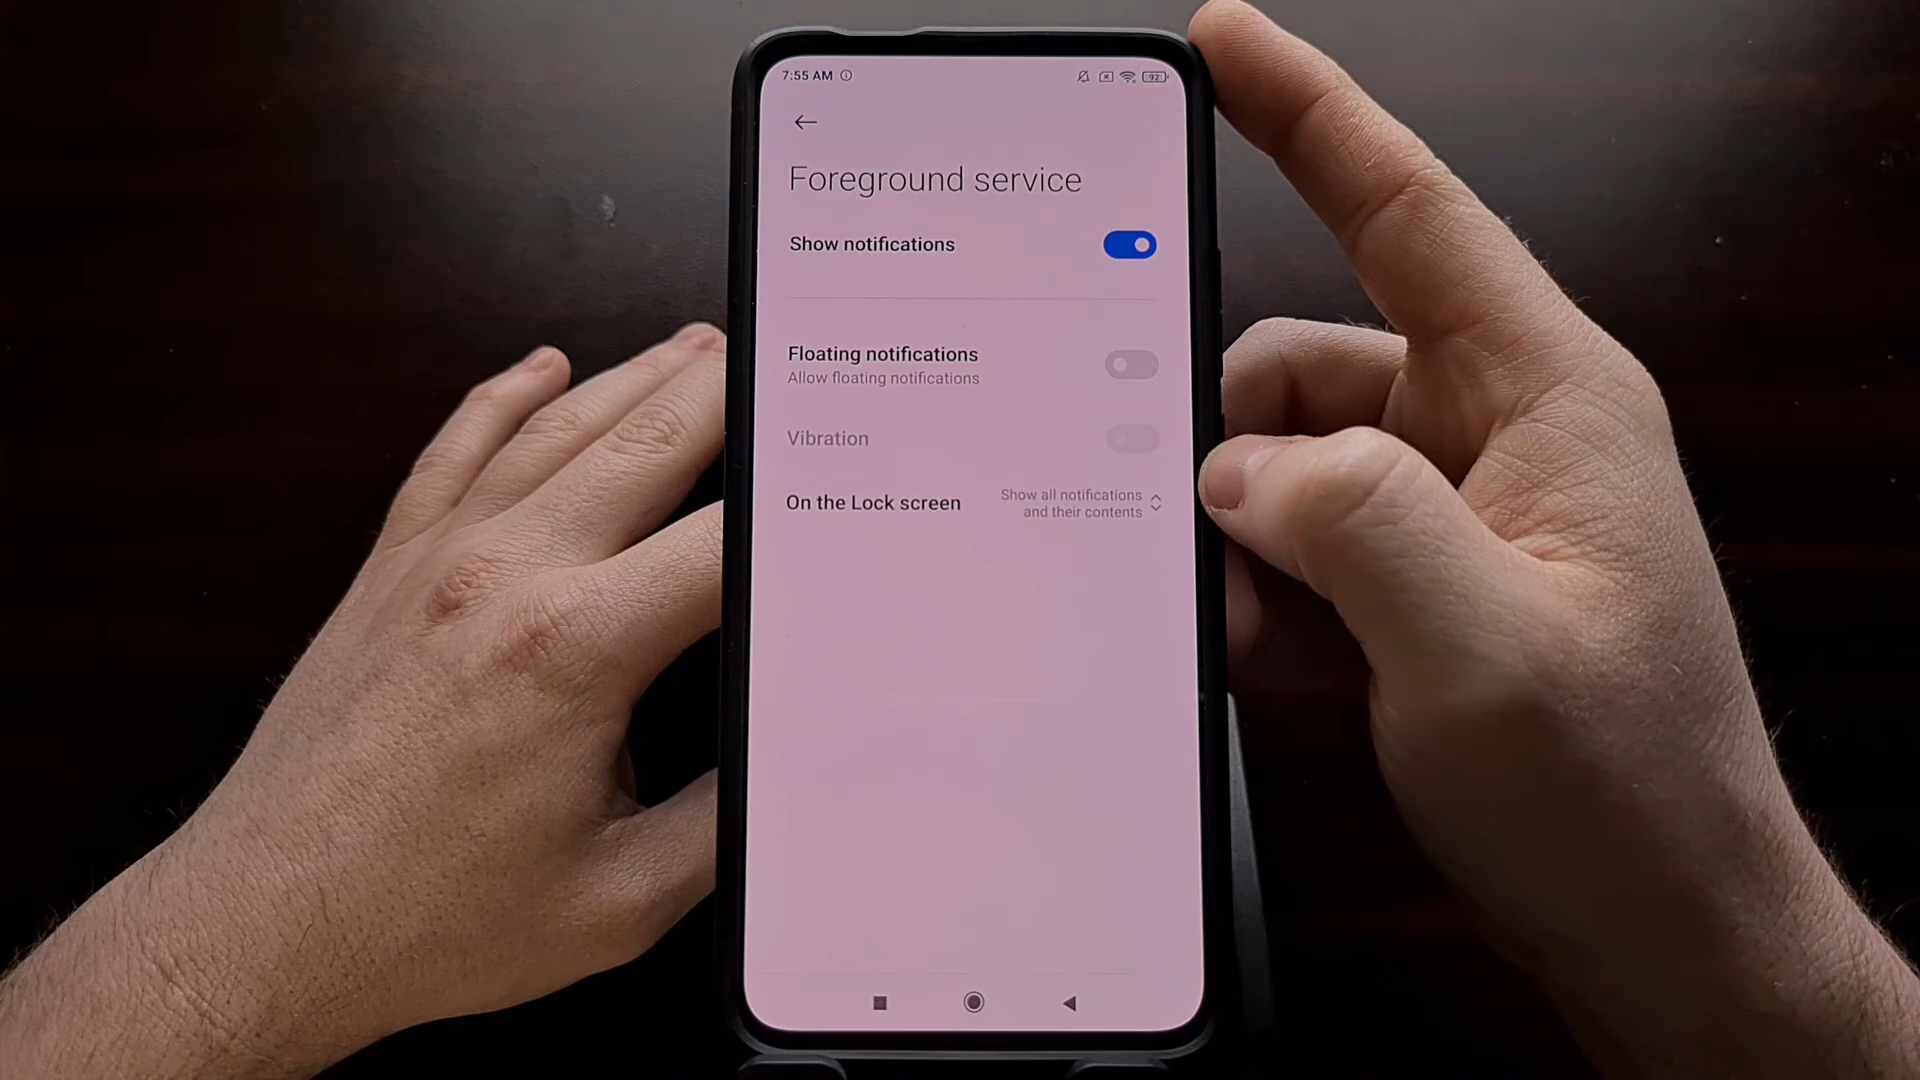 7:55 AM
92
Foreground service
Show notifications
Floating notifications
Allow floating notifications
Vibration
On the Lock screen
Show all notifications
and their contents